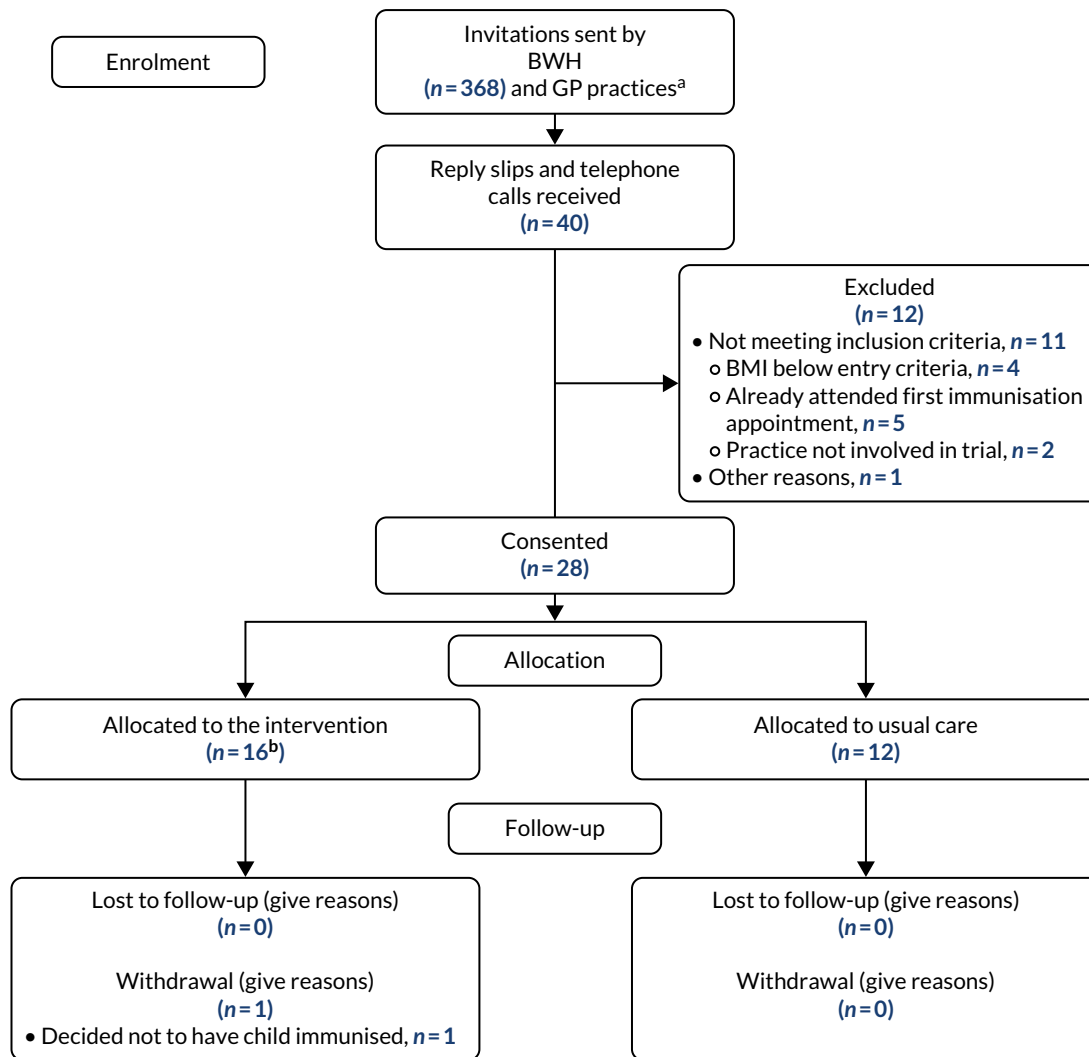 Enrolment
Invitations sent by
BWH
(n=368) and GP practicesᵃ
Reply slips and telephone
calls received
(n=40)
Excluded
(n=12)
• Not meeting inclusion criteria, n=11
○ BMI below entry criteria, n=4
○ Already attended first immunisation
appointment, n=5
○ Practice not involved in trial, n=2
• Other reasons, n=1
Consented
(n=28)
Allocation
Allocated to the intervention
(n=16ᵇ)
Allocated to usual care
(n=12)
Follow-up
Lost to follow-up (give reasons)
(n=0)
Withdrawal (give reasons)
(n=1)
• Decided not to have child immunised, n=1
Lost to follow-up (give reasons)
(n=0)
Withdrawal (give reasons)
(n=0)